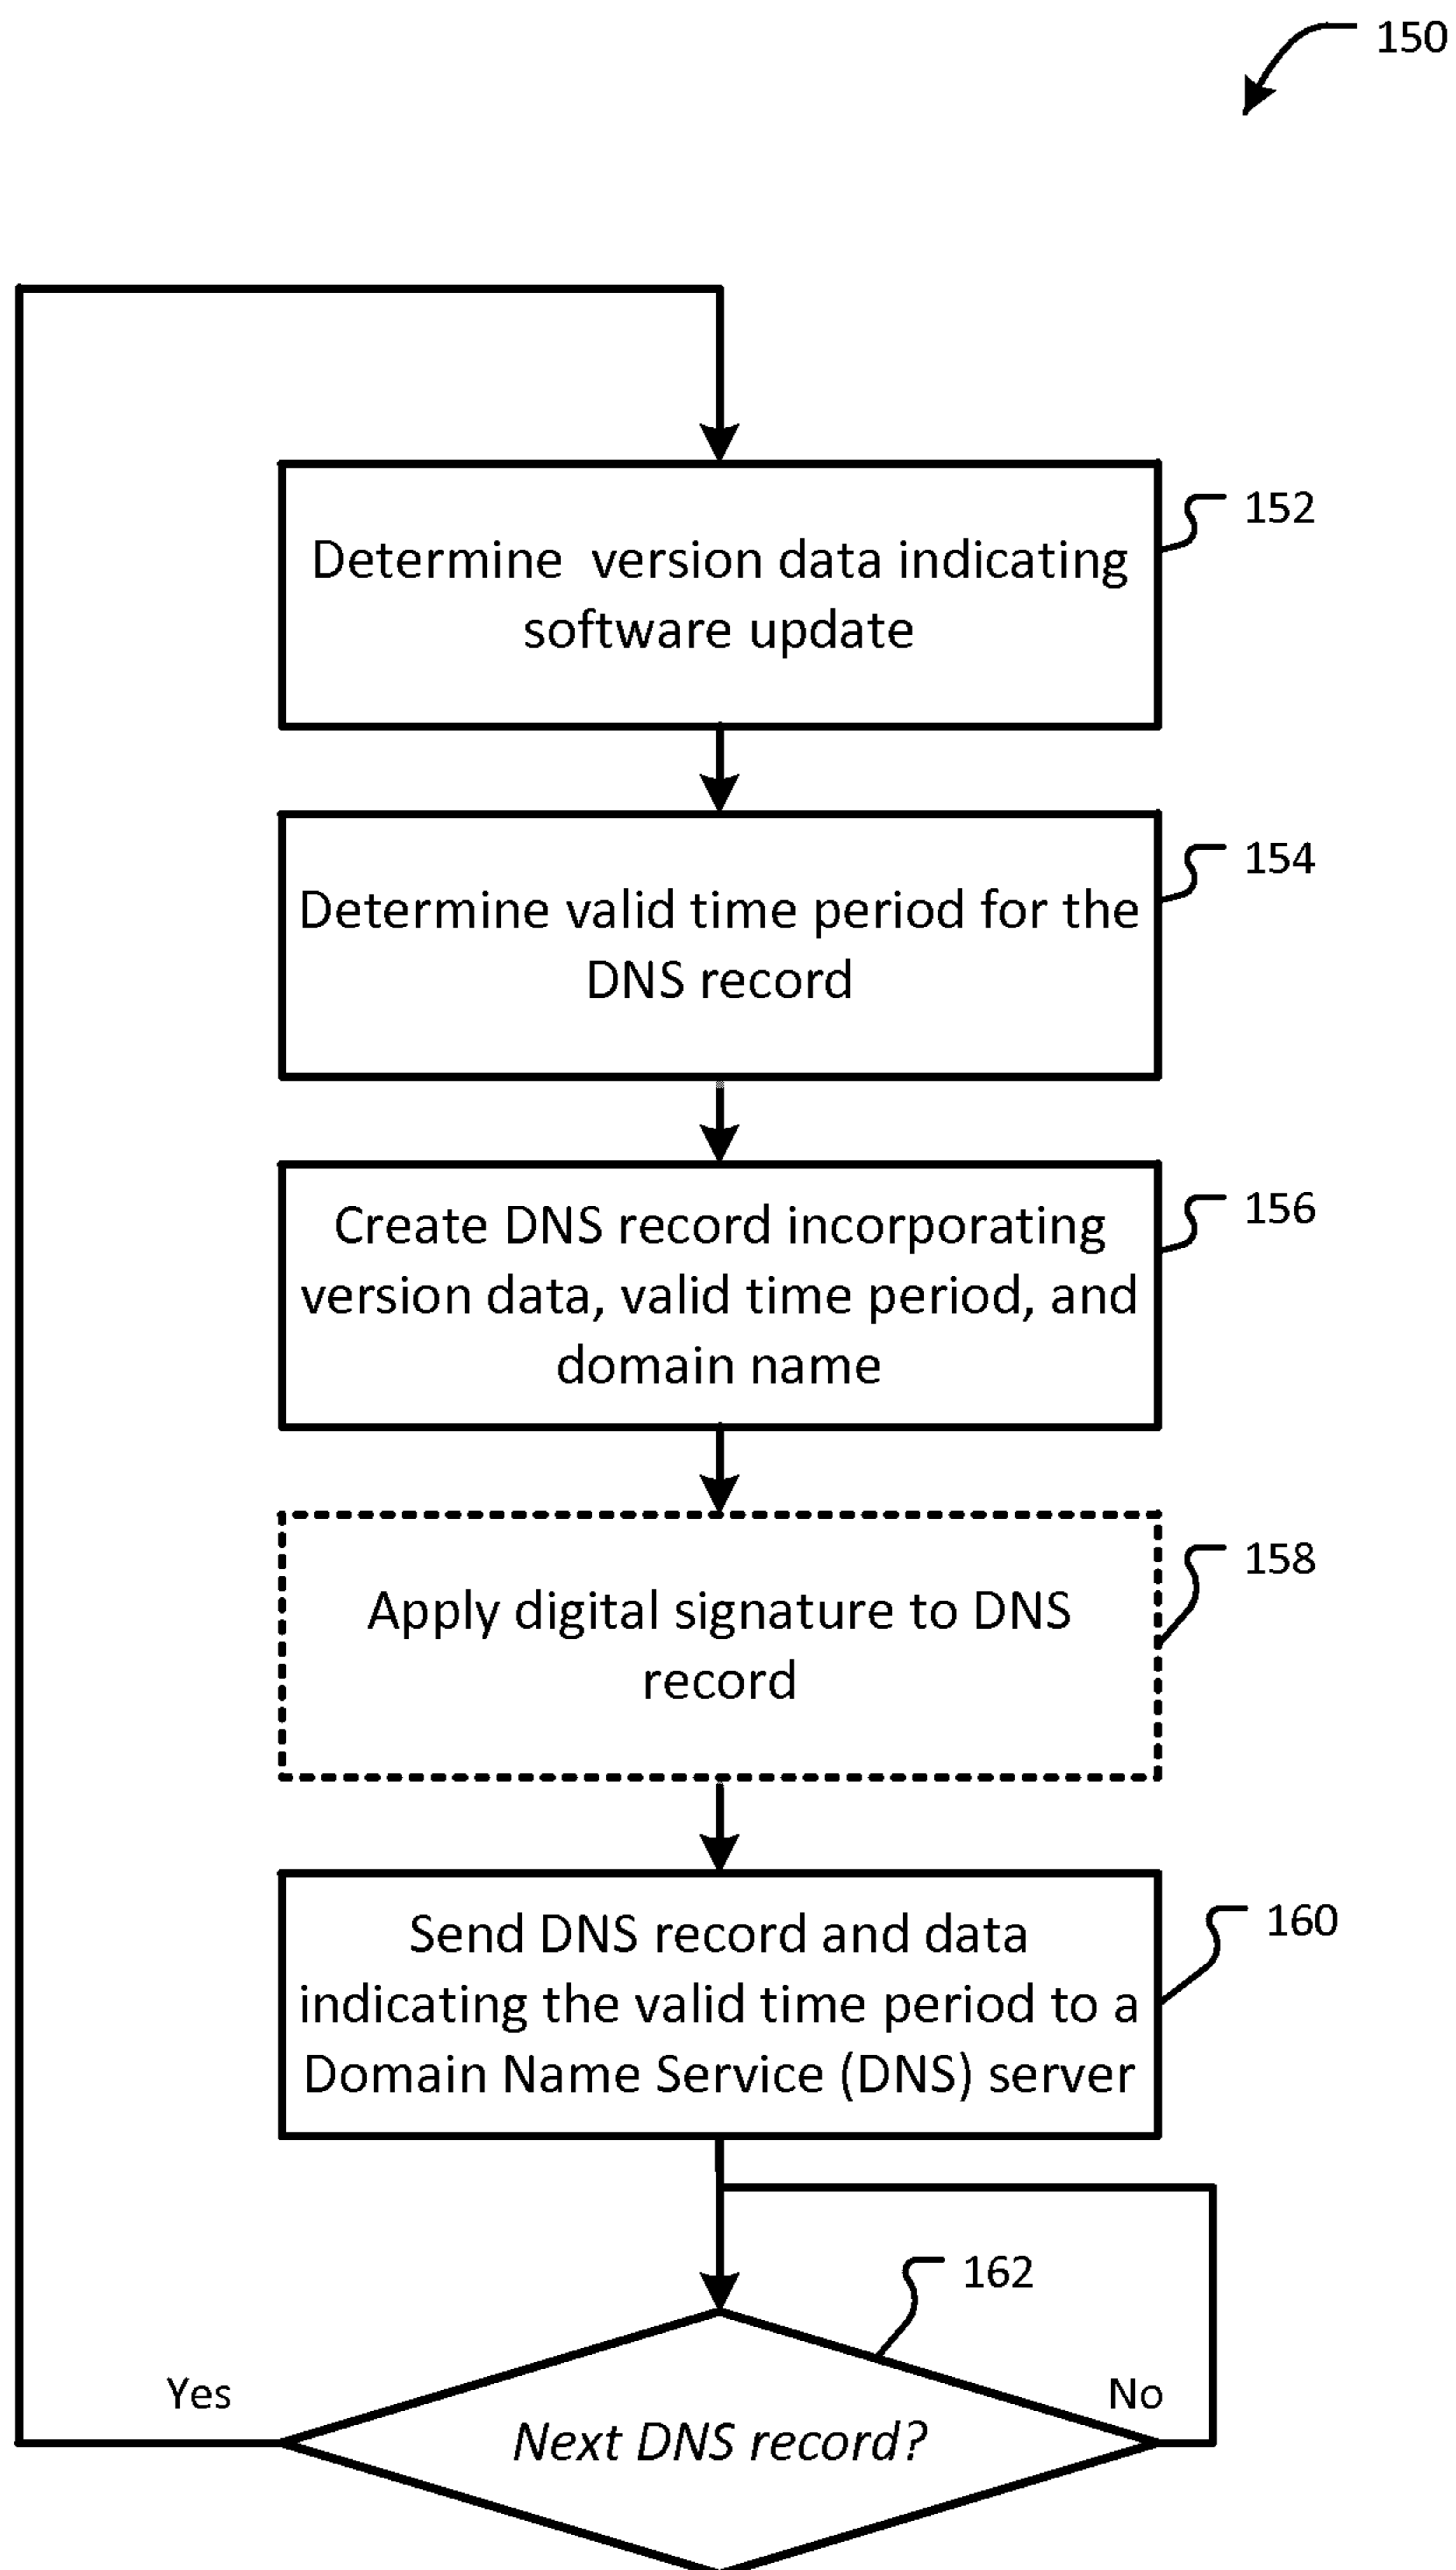 150
Determine  version data indicating
software update
152
Determine valid time period for the
DNS record
154
Create DNS record incorporating
version data, valid time period, and
domain name
156
Apply digital signature to DNS
record
158
Send DNS record and data
indicating the valid time period to a
Domain Name Service (DNS) server
160
162
Yes
No
Next DNS record?